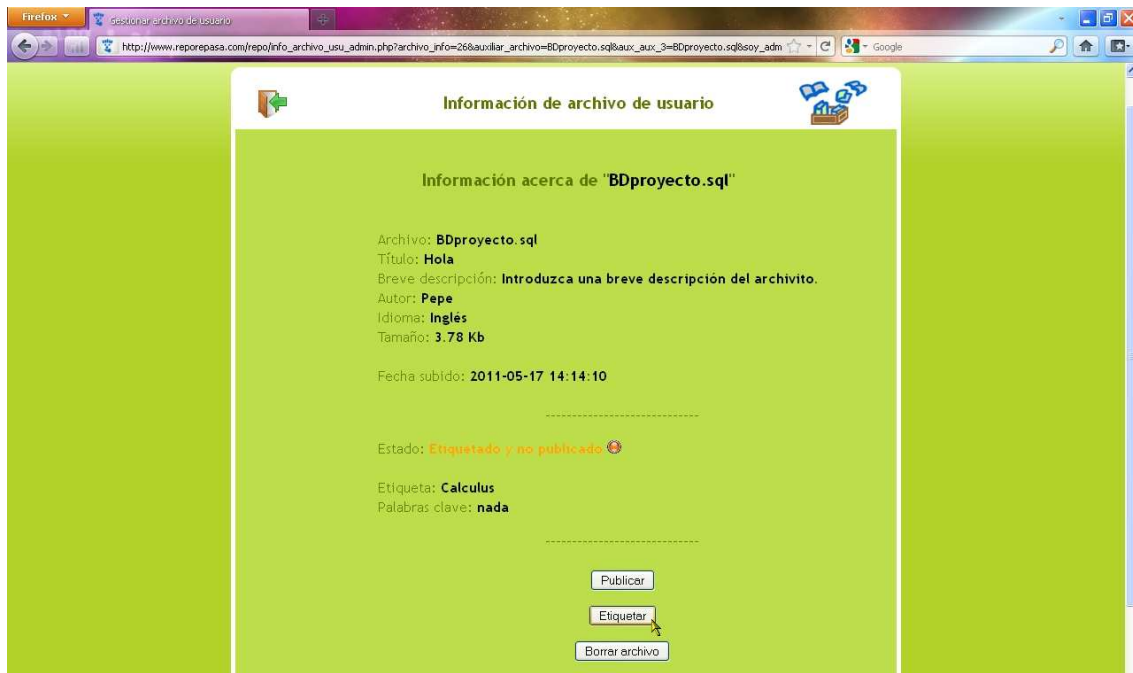 Firefox
Gestionar archivo de usuario
http://www.reporepasa.com/repo/info_archivo_usu_admin.php?archivo_info=26&auxiliar_archivo=BDproyecto.sql&aux_aux_3=BDproyecto.sql&soy_adm
Google
Información de archivo de usuario
Información acerca de "BDproyecto.sql"
Archivo: BDproyecto.sql
Título: Hola
Breve descripción: Introduzca una breve descripción del archivito.
Autor: Pepe
Idioma: Inglés
Tamaño: 3.78 Kb
Fecha subido: 2011-05-17 14:14:10
----------------------------
Estado: Etiquetado y no publicado
Etiqueta: Calculus
Palabras clave: nada
----------------------------
Publicar
Etiquetar
Borrar archivo